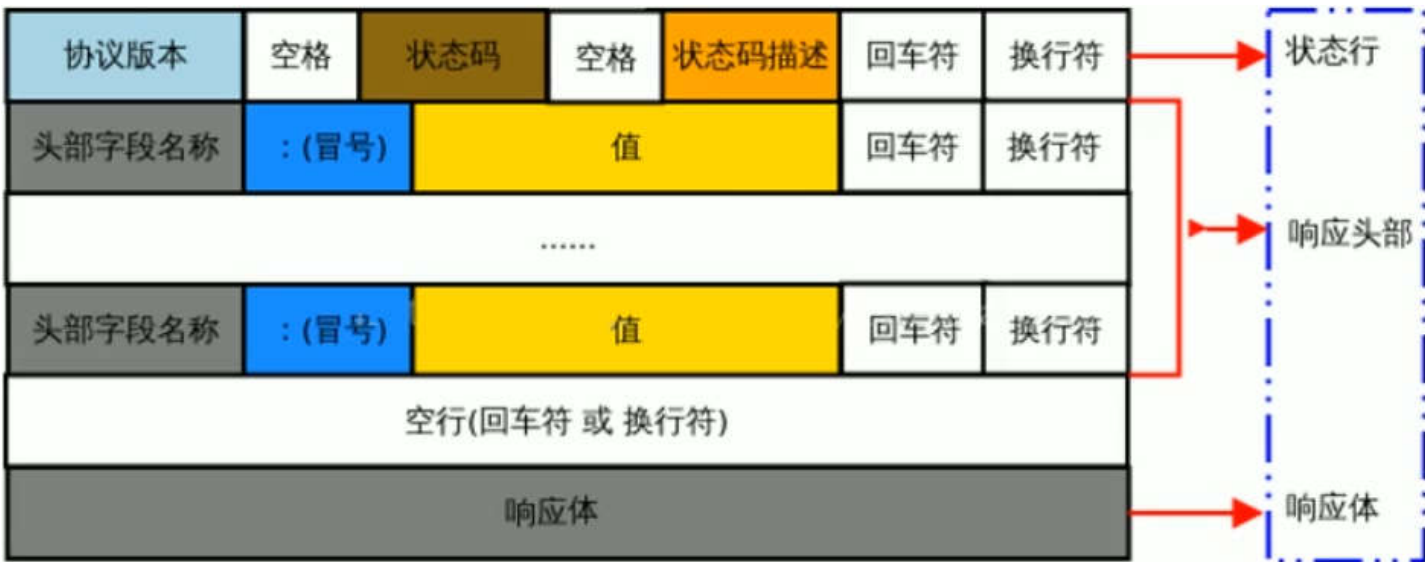 协议版本 空格 状态码 空格 状态码描述 回车符 换行符 状态行
头部字段名称 :(冒号) 值 回车符 换行符
...... 响应头部
头部字段名称 :(冒号) 值 回车符 换行符
空行(回车符 或 换行符)
响应体 响应体